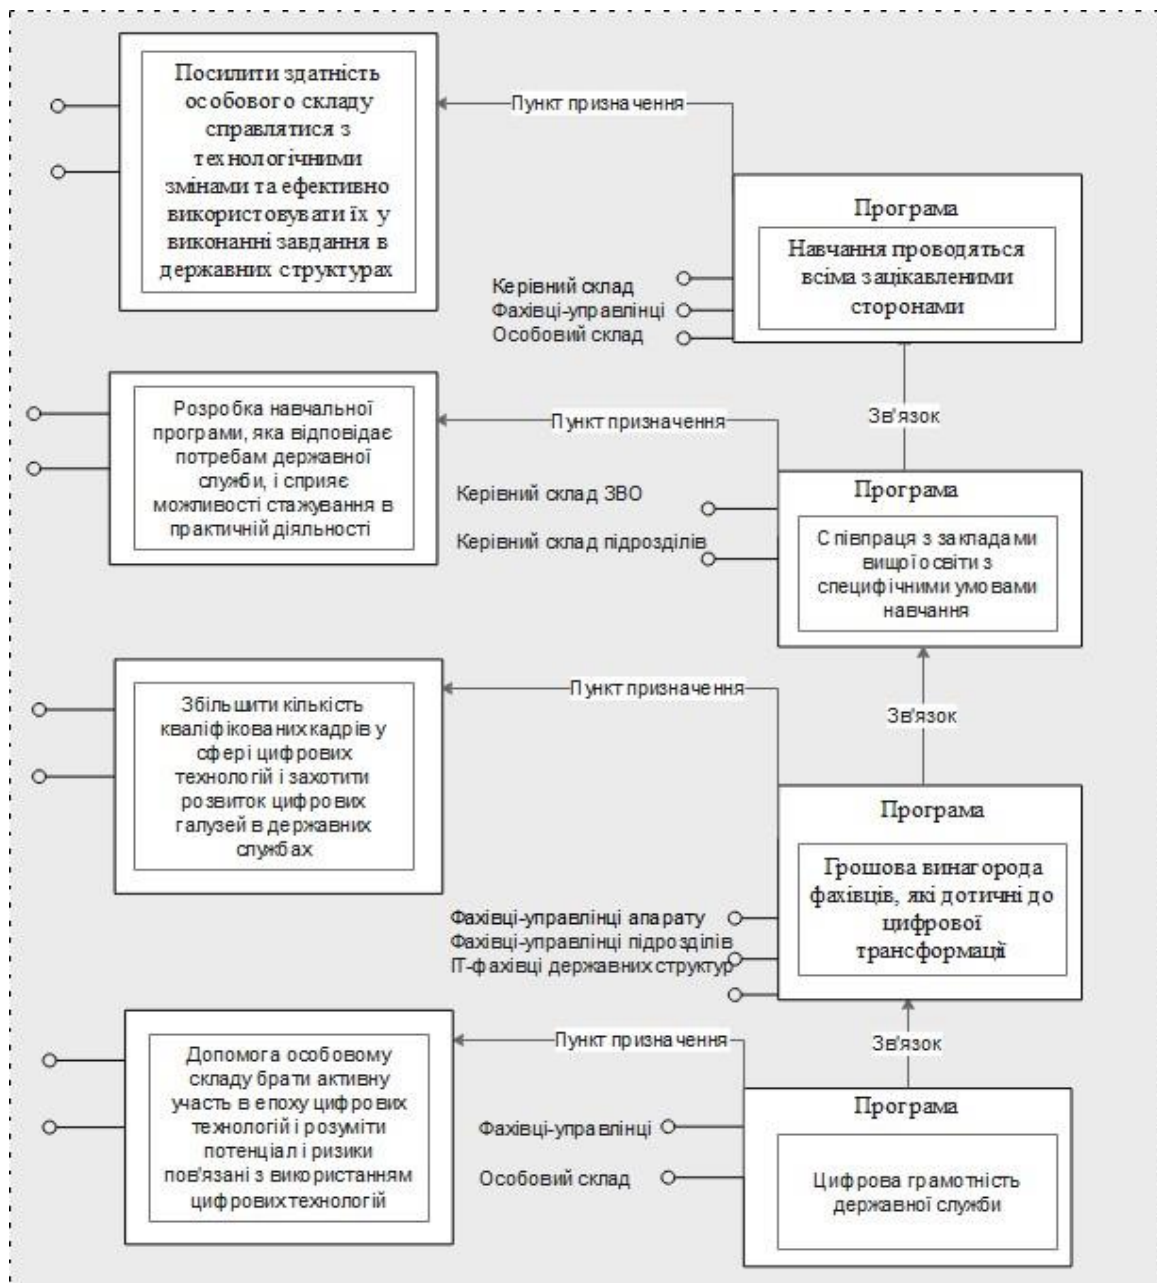 Посилити здатність
особового складу
справлятися з
технологічними
змінами та ефективно
використовувати їх у
виконанні завдання в
державних структурах
Пункт призначення
Програма
Навчання проводяться
всіма зацікавленими
сторонами
Керівний склад
Фахівці-управлінці
Особовий склад
Зв'язок
Розробка навчальної
програми, яка відповідає
потребам державної
служби, і сприяє
можливості стажування в
практичній діяльності
Пункт призначення
Програма
Співпраця з закладами
вищої освіти з
специфічними умовами
навчання
Керівний склад ЗВО
Керівний склад підрозділів
Зв'язок
Збільшити кількість
кваліфікованих кадрів у
сфері цифрових
технологій і захотити
розвиток цифрових
галузей в державних
службах
Пункт призначення
Програма
Грошова винагорода
фахівців, які дотичні до
цифрової
трансформації
Фахівці-управлінці апарату
Фахівці-управлінці підрозділів
ІТ-фахівці державних структур
Зв'язок
Допомога особовому
складу брати активну
участь в епоху цифрових
технологій і розуміти
потенціал і ризики
пов'язані з використанням
цифрових технологій
Пункт призначення
Програма
Цифрова грамотність
державної служби
Фахівці-управлінці
Особовий склад